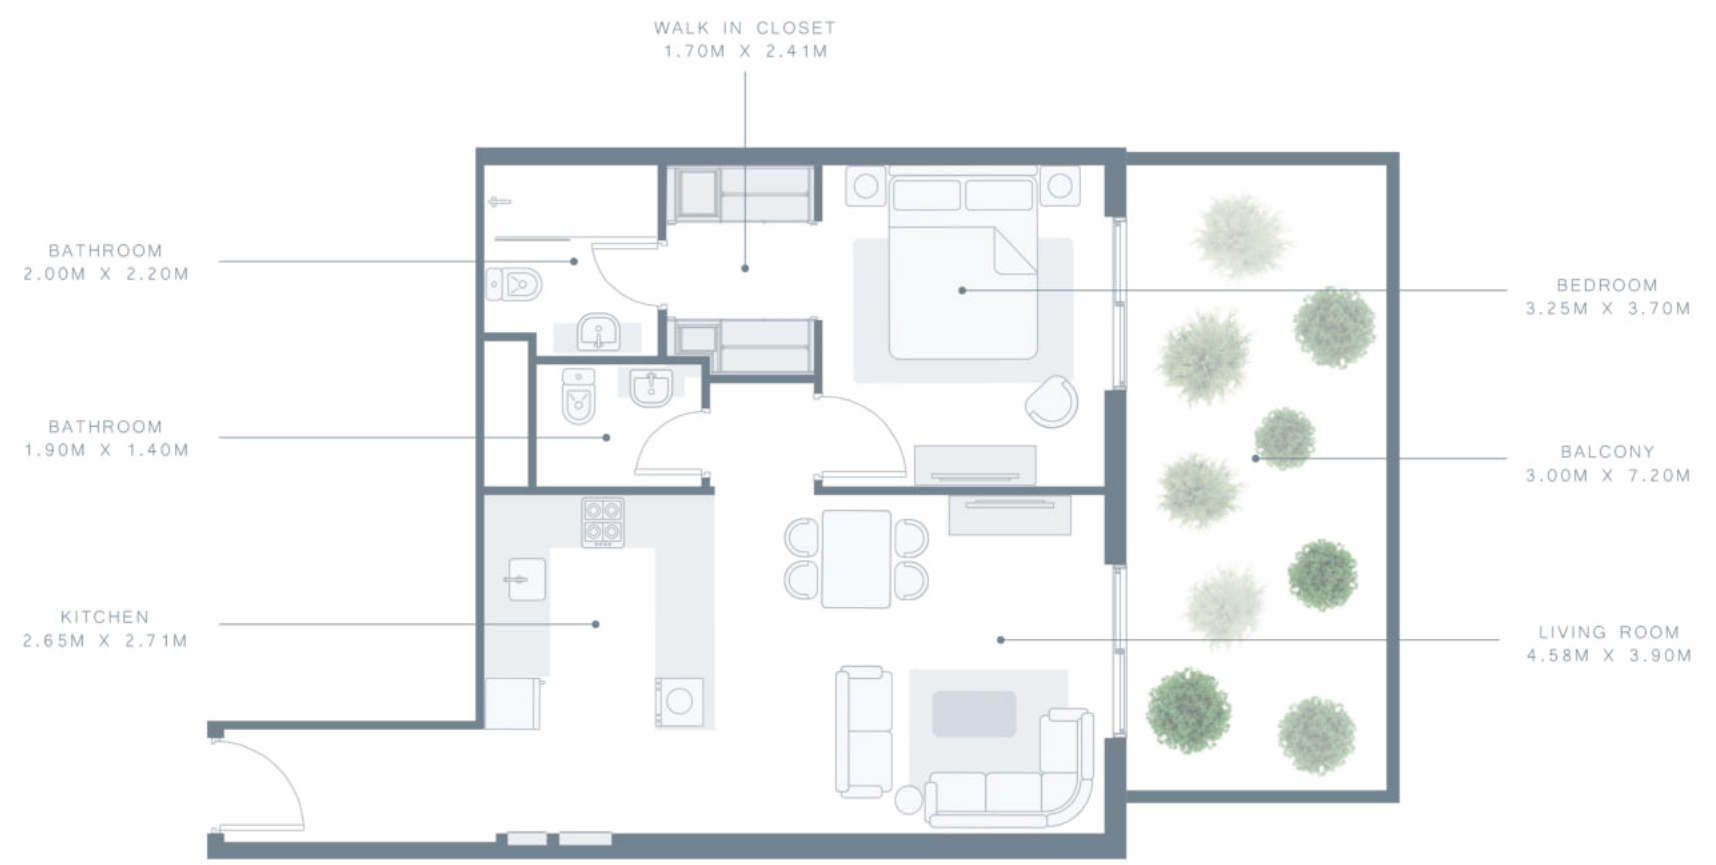 WALK IN CLOSET
1.70M X 2.41M
BATHROOM
2.00M X 2.20M
BEDROOM
3.25M X 3.70M
BATHROOM
1.90M X 1.40M
BALCONY
3.00M X 7.20M
KITCHEN
2.65M X 2.71M
LIVING ROOM
4.58M X 3.90M